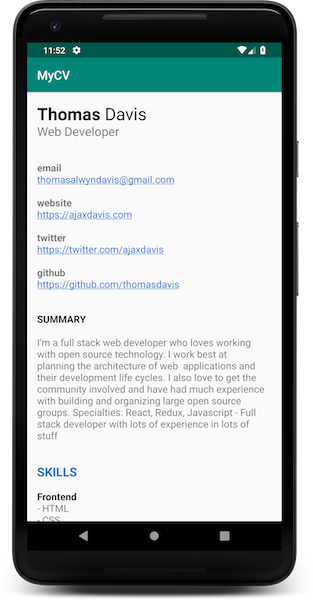 11:52
MyCV
Thomas Davis
Web Developer
email
thomasalwyndavis@gmail.com
website
https://ajaxdavis.com
twitter
https://twitter.com/ajaxdavis
github
https://github.com/thomasdavis
SUMMARY
I'm a full stack web developer who loves working
with open source technology. I work best at
planning the architecture of web  applications and
their development life cycles. I also love to get the
community involved and have had much experience
with building and organizing large open source
groups. Specialties: React, Redux, Javascript - Full
stack developer with lots of experience in lots of
stuff
SKILLS
Frontend
- HTML
- CSS